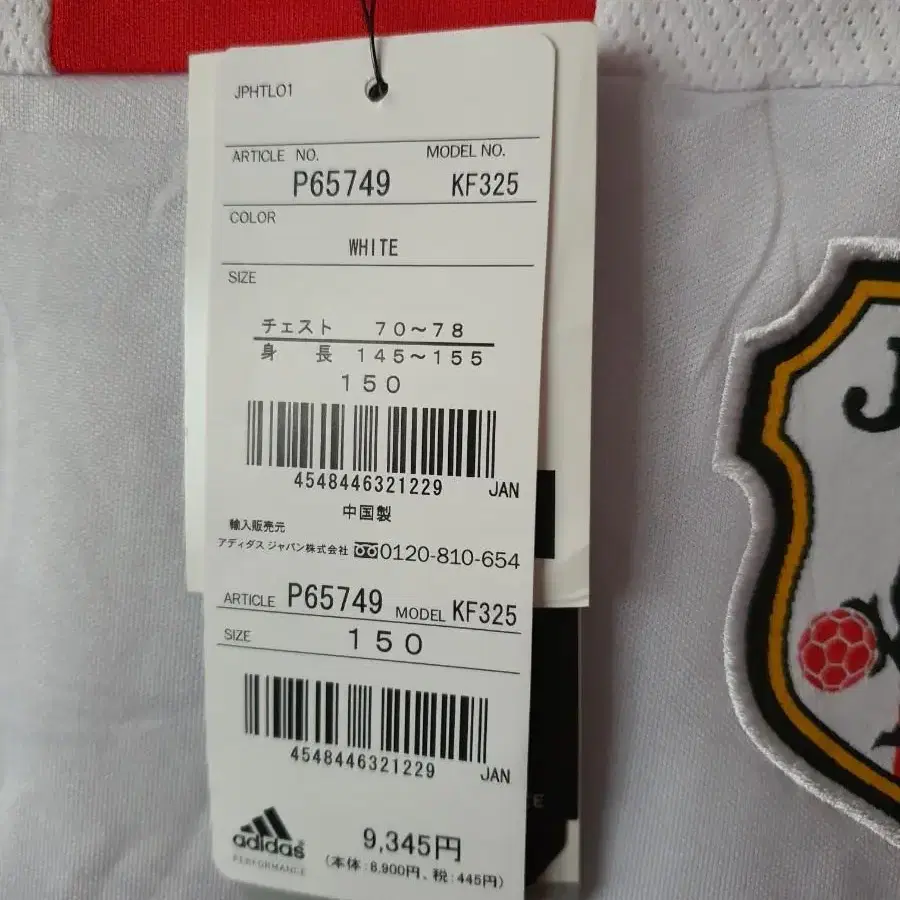 JPHTL01
ARTICLE NO. MODEL NO.
P65749 KF325
COLOR
WHITE
SIZE
チェスト 70～78
身 長 145～155
150
4548446321229 JAN
中国製
輸入販売元
アディダス ジャパン株式会社 0120-810-654
ARTICLE P65749 MODEL KF325
SIZE 150
4548446321229 JAN
adidas
PERFORMANCE
9,345円
(本体:8,900円、税:445円)
J